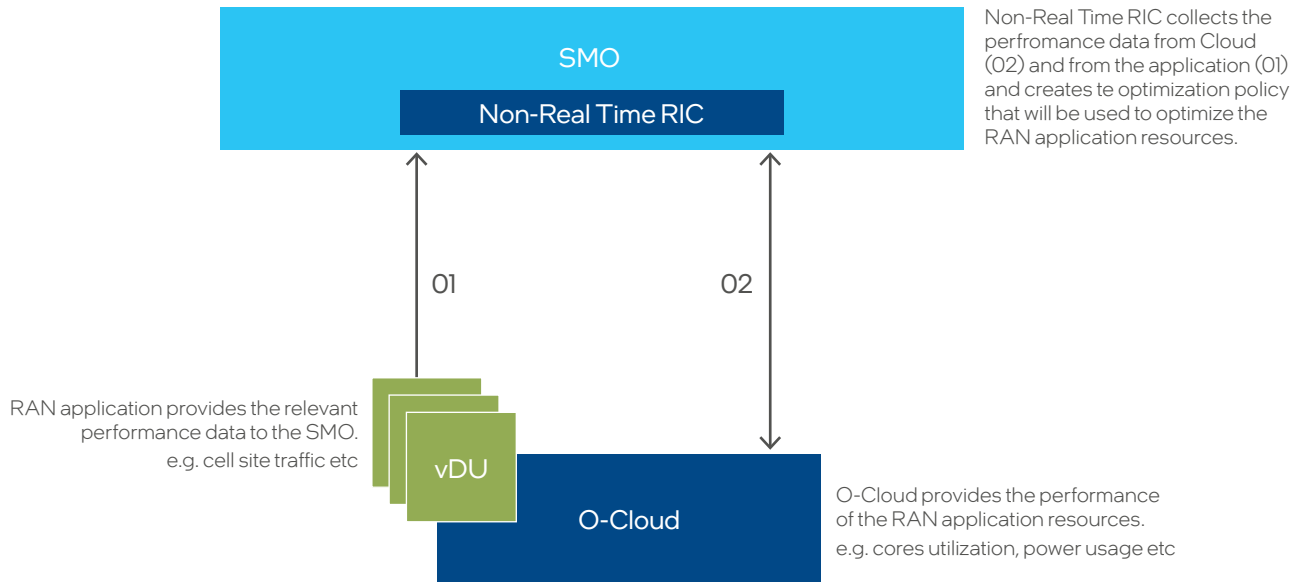 SMO
Non-Real Time RIC
Non-Real Time RIC collects the
perfromance data from Cloud
(02) and from the application (01)
and creates te optimization policy
that will be used to optimize the
RAN application resources.
01
02
RAN application provides the relevant
performance data to the SMO.
e.g. cell site traffic etc
vDU
O-Cloud
O-Cloud provides the performance
of the RAN application resources.
e.g. cores utilization, power usage etc